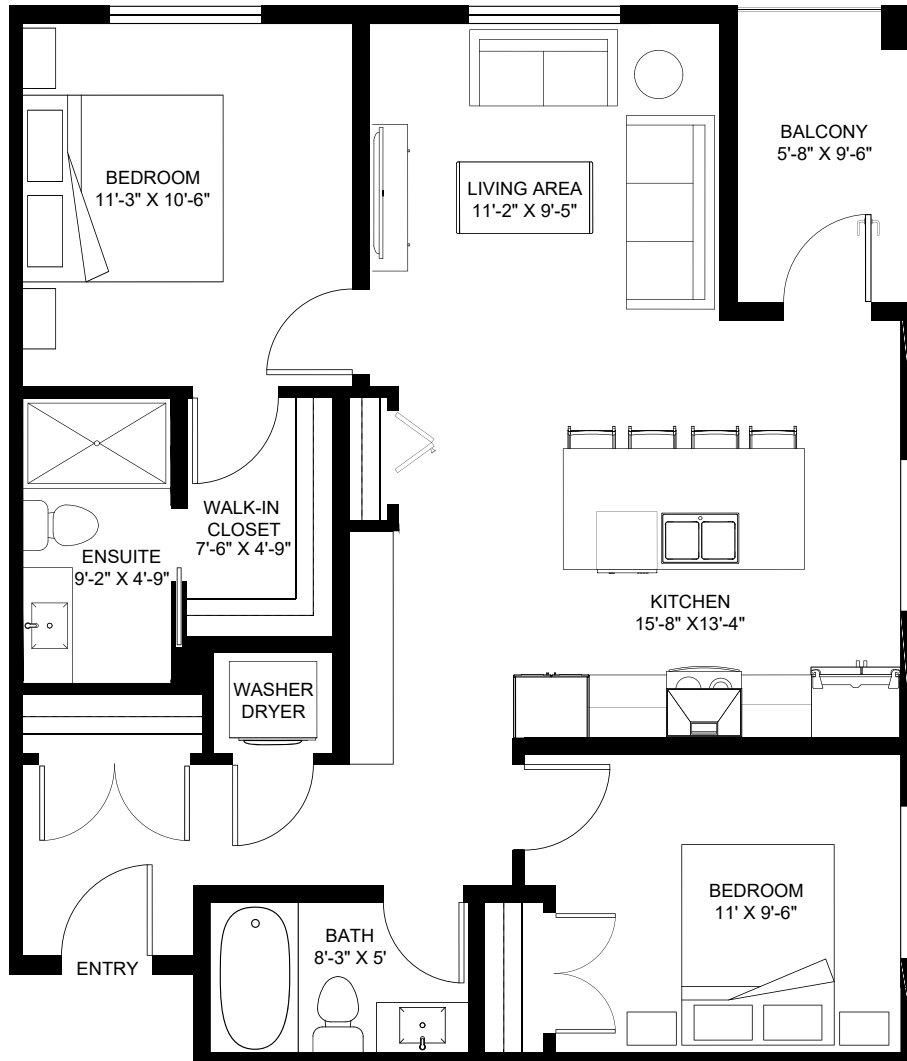 BEDROOM
11'-3" X 10'-6"
LIVING AREA
11'-2" X 9'-5"
BALCONY
5'-8" X 9'-6"
WALK-IN
CLOSET
7'-6" X 4'-9"
ENSUITE
9'-2" X 4'-9"
KITCHEN
15'-8" X13'-4"
WASHER
DRYER
BEDROOM
11' X 9'-6"
BATH
8'-3" X 5'
ENTRY